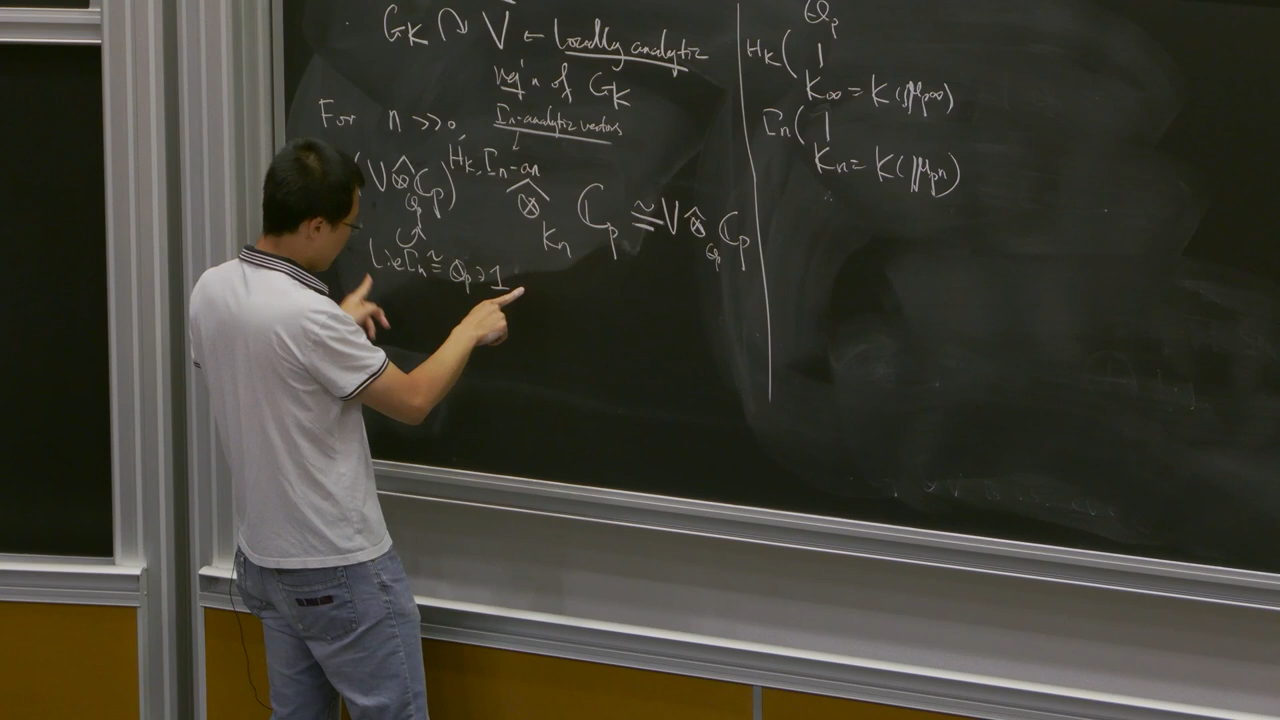 G_K ↷ V ← locally analytic
rep'n of G_K
For n >> 0,
Γ_n-analytic vectors
↓
(V ⊗̂_{Q_p} C_p)^{H_K, Γ_n-an} ⊗̂_{K_n} C_p ≅ V ⊗̂_{Q_p} C_p
Lie Γ_n ≅ Q_p ∋ 1
Q̄_p
H_K ( |
K_∞ = K(μ_{p^∞})
Γ_n ( |
K_n = K(μ_{p^n})